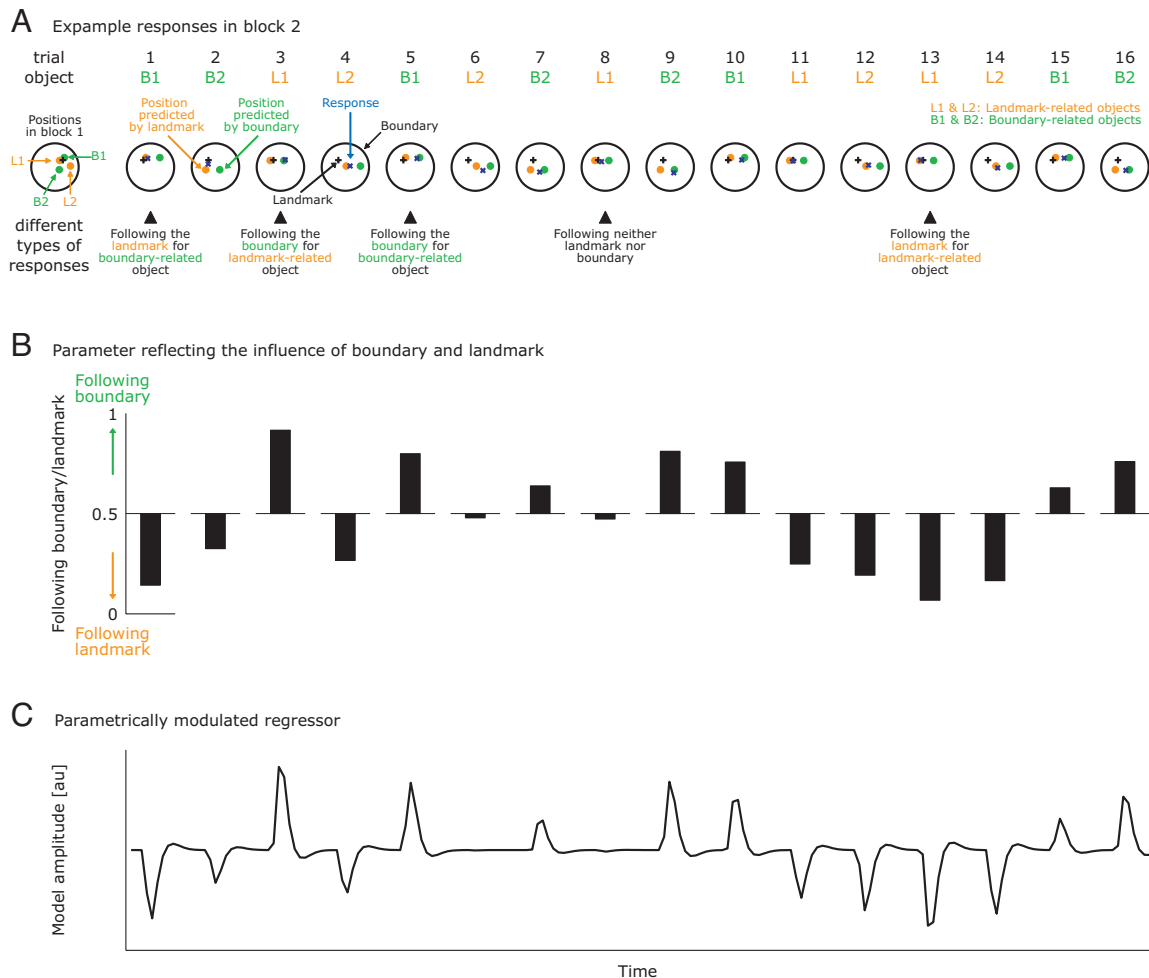 A Expample responses in block 2
trial 1 2 3 4 5 6 7 8 9 10 11 12 13 14 15 16
object B1 B2 L1 L2 B1 L2 B2 L1 B2 B1 L1 L2 L1 L2 B1 B2
L1 & L2: Landmark-related objects
B1 & B2: Boundary-related objects
Positions
in block 1
L1
B1
B2
L2
Position
predicted
by landmark
Position
predicted
by boundary
Response
Boundary
Landmark
different
types of
responses
Following the
landmark for
boundary-related
object
Following the
boundary for
landmark-related
object
Following the
boundary for
boundary-related
object
Following neither
landmark nor
boundary
Following the
landmark for
landmark-related
object
B Parameter reflecting the influence of boundary and landmark
Following
boundary
Following boundary/landmark
1
0.5
0
Following
landmark
C Parametrically modulated regressor
Model amplitude [au]
Time